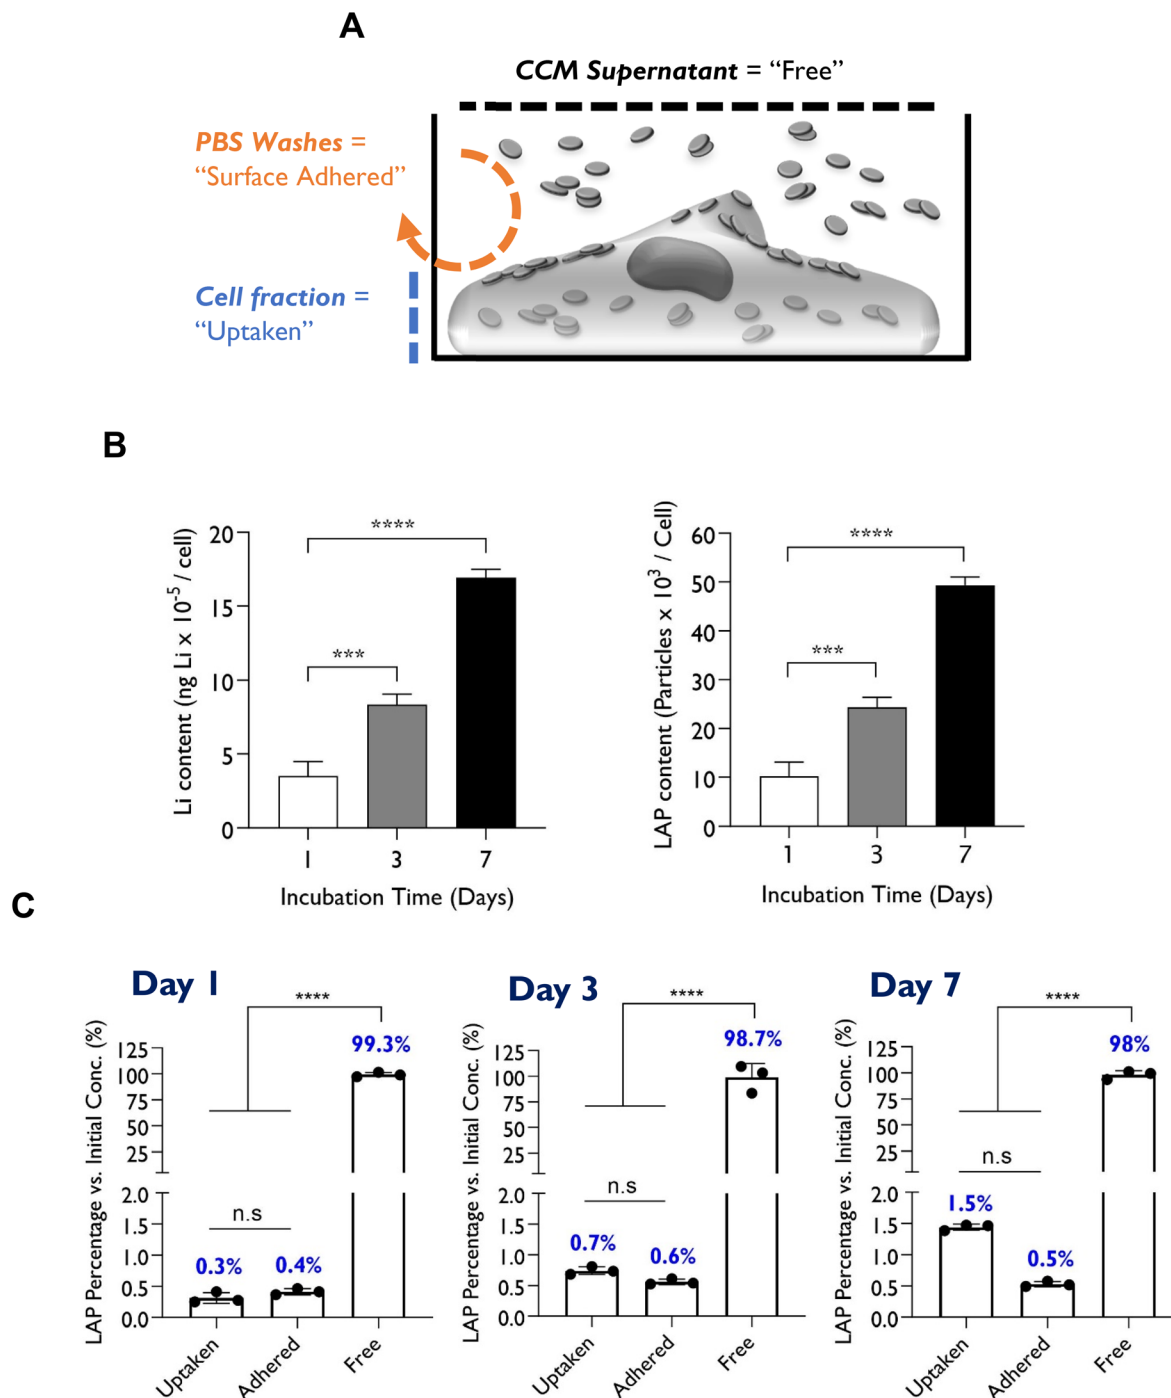 A
CCM Supernatant = “Free”
PBS Washes =
“Surface Adhered”
Cell fraction =
“Uptaken”
B
Li content (ng Li x 10-5 / cell)
20
15
10
5
0
****
***
1 3 7
Incubation Time (Days)
LAP content (Particles x 10³ / Cell)
60
50
40
30
20
10
0
****
***
1 3 7
Incubation Time (Days)
C
Day 1
LAP Percentage vs. Initial Conc. (%)
****
99.3%
125
100
75
50
25
2.0
1.5
1.0
0.5
0.0
n.s
0.3%
0.4%
Uptaken
Adhered
Free
Day 3
LAP Percentage vs. Initial Conc. (%)
****
98.7%
125
100
75
50
25
2.0
1.5
1.0
0.5
0.0
n.s
0.7%
0.6%
Uptaken
Adhered
Free
Day 7
LAP Percentage vs. Initial Conc. (%)
****
98%
125
100
75
50
25
2.0
1.5
1.0
0.5
0.0
n.s
1.5%
0.5%
Uptaken
Adhered
Free